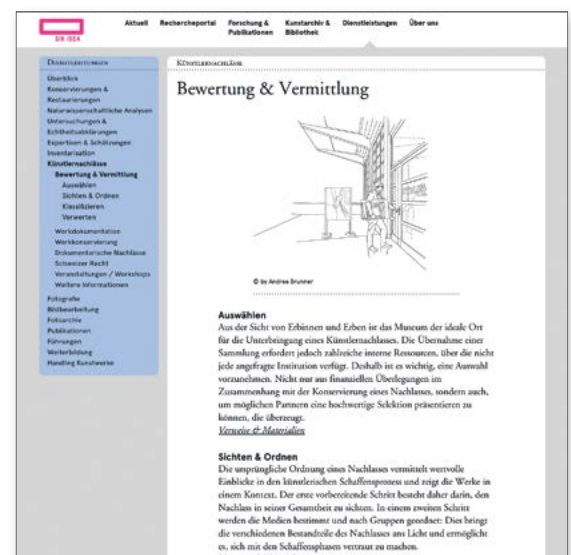 SIK ISEA
Aktuell Rechercheportal Forschung & Publikationen Kunstarchiv & Bibliothek Dienstleistungen Über uns
DIENSTLEISTUNGEN
Überblick
Konservierungen &
Restaurierungen
Naturwissenschaftliche Analysen
Untersuchungen &
Echtheitsabklärungen
Expertisen & Schätzungen
Inventarisation
Künstlernachlässe
Bewertung & Vermittlung
Auswählen
Sichten & Ordnen
Klassifizieren
Verwerten
Werkdokumentation
Werkkonservierung
Dokumentarische Nachlässe
Schweizer Recht
Veranstaltungen / Workshops
Weitere Informationen
Fotografie
Bildbearbeitung
Fotoarchiv
Publikationen
Führungen
Weiterbildung
Handling Kunstwerke
KÜNSTLERNACHLÄSSE
Bewertung & Vermittlung
© by Andrea Brunner
Auswählen
Aus der Sicht von Erbinnen und Erben ist das Museum der ideale Ort
für die Unterbringung eines Künstlernachlasses. Die Übernahme einer
Sammlung erfordert jedoch zahlreiche interne Ressourcen, über die nicht
jede angefragte Institution verfügt. Deshalb ist es wichtig, eine Auswahl
vorzunehmen. Nicht nur aus finanziellen Überlegungen im
Zusammenhang mit der Konservierung eines Nachlasses, sondern auch,
um möglichen Partnern eine hochwertige Selektion präsentieren zu
können, die überzeugt.
Verweise & Materialien
Sichten & Ordnen
Die ursprüngliche Ordnung eines Nachlasses vermittelt wertvolle
Einblicke in den künstlerischen Schaffensprozess und zeigt die Werke in
einem Kontext. Der erste vorbereitende Schritt besteht daher darin, den
Nachlass in seiner Gesamtheit zu sichten. In einem zweiten Schritt
werden die Medien bestimmt und nach Gruppen geordnet: Dies bringt
die verschiedenen Bestandteile des Nachlasses ans Licht und ermöglicht
es, sich mit den Schaffensphasen vertraut zu machen.